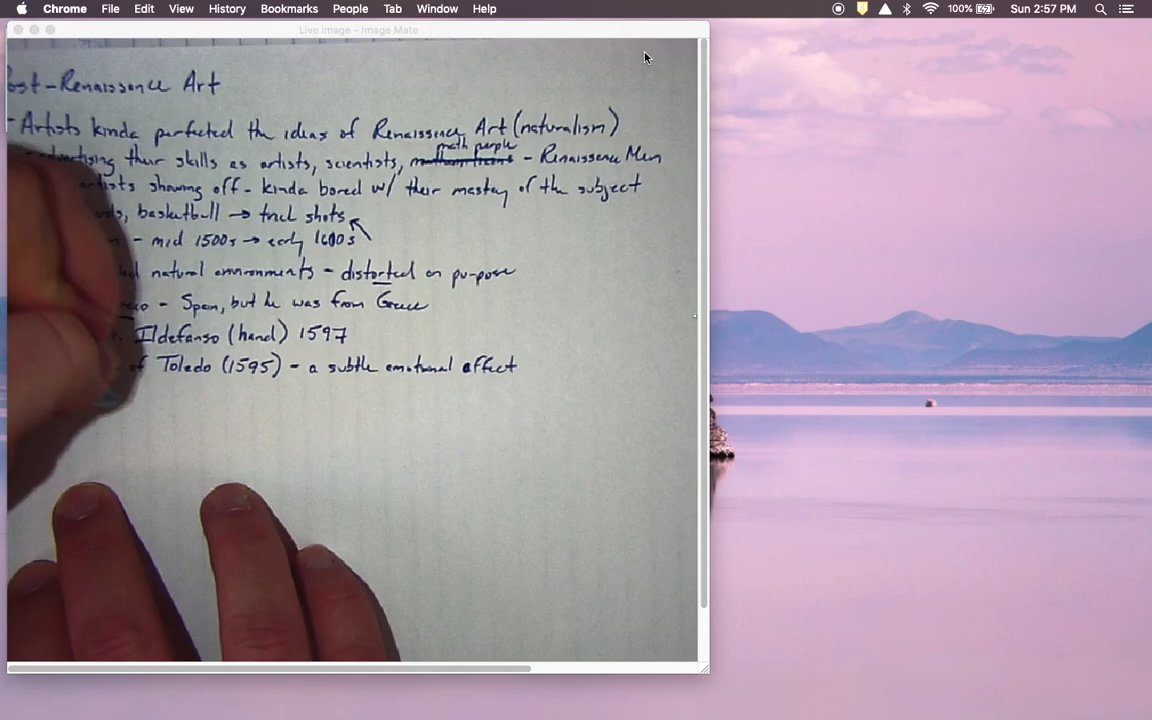 Chrome File Edit View History Bookmarks People Tab Window Help 100% Sun 2:57 PM
Live Image - Image Mate
ost-Renaissance Art
- Artists kinda perfected the ideas of Renaissence Art (naturalism)
math people
their skills as artists, scientists, - Renaissence Men
artists showing off - kinda bored w/ their mastery of the subject
basketball → trick shots
- mid 1500s → early 1600s
natural environments - distorted on purpose
- Spain, but he was from Greece
Ildefanso (hand) 1597
of Toledo (1595) - a subtle emotional affect